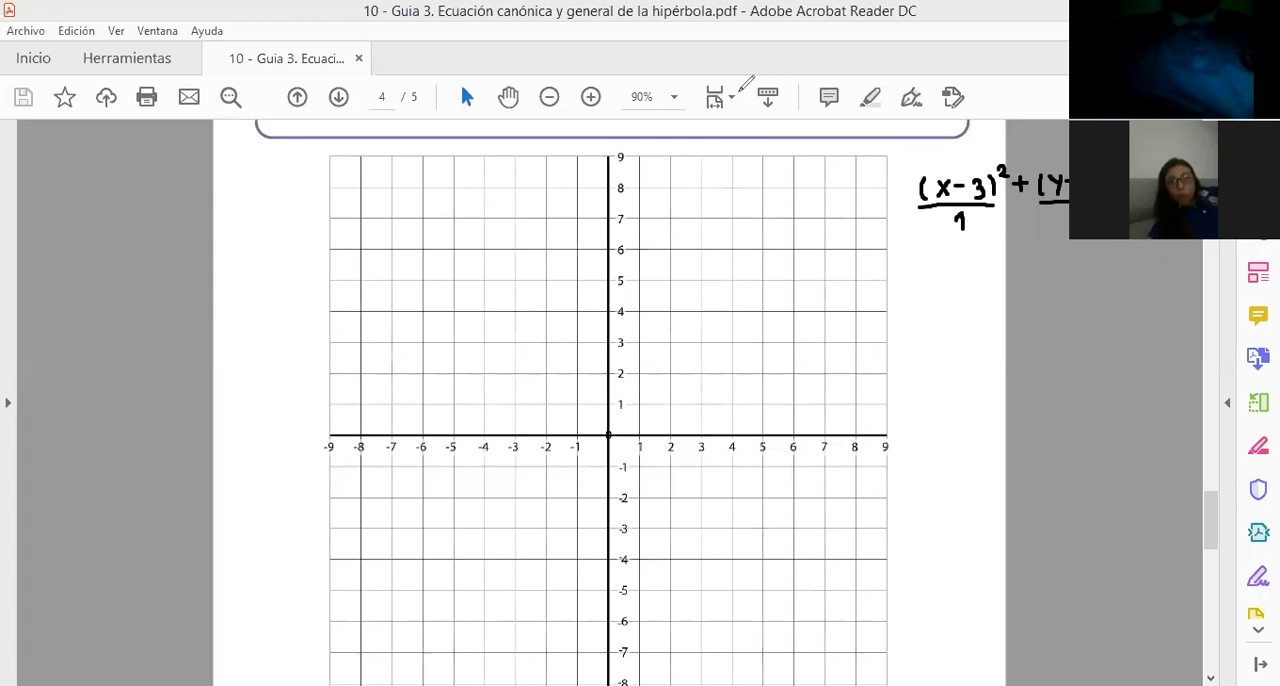 10 - Guia 3. Ecuación canónica y general de la hipérbola.pdf - Adobe Acrobat Reader DC
Archivo Edición Ver Ventana Ayuda
Inicio Herramientas 10 - Guia 3. Ecuaci... ×
4 / 5 90%
9
8
7
6
5
4
3
2
1
-9 -8 -7 -6 -5 -4 -3 -2 -1 0 1 2 3 4 5 6 7 8 9
-1
-2
-3
-4
-5
-6
-7
-8
(x-3)² + (y-